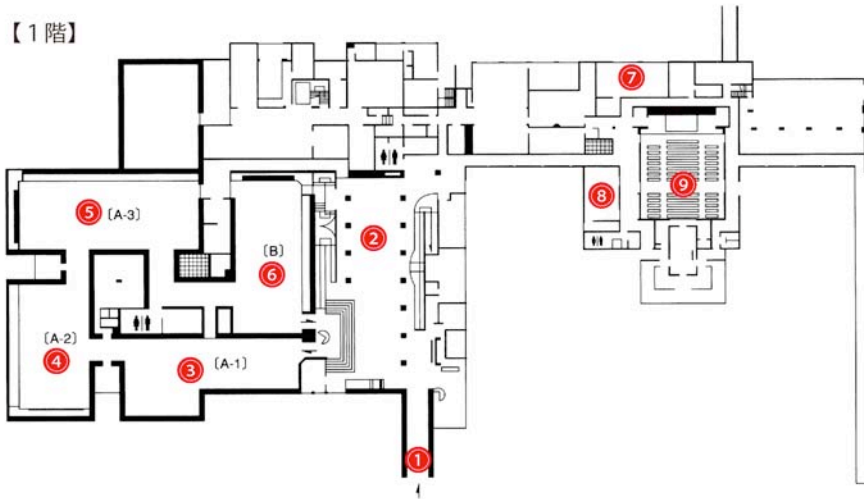 【1階】
⑦
⑤ [A-3]
⑧
⑨
②
[B]
⑥
[A-2]
④
③ [A-1]
①